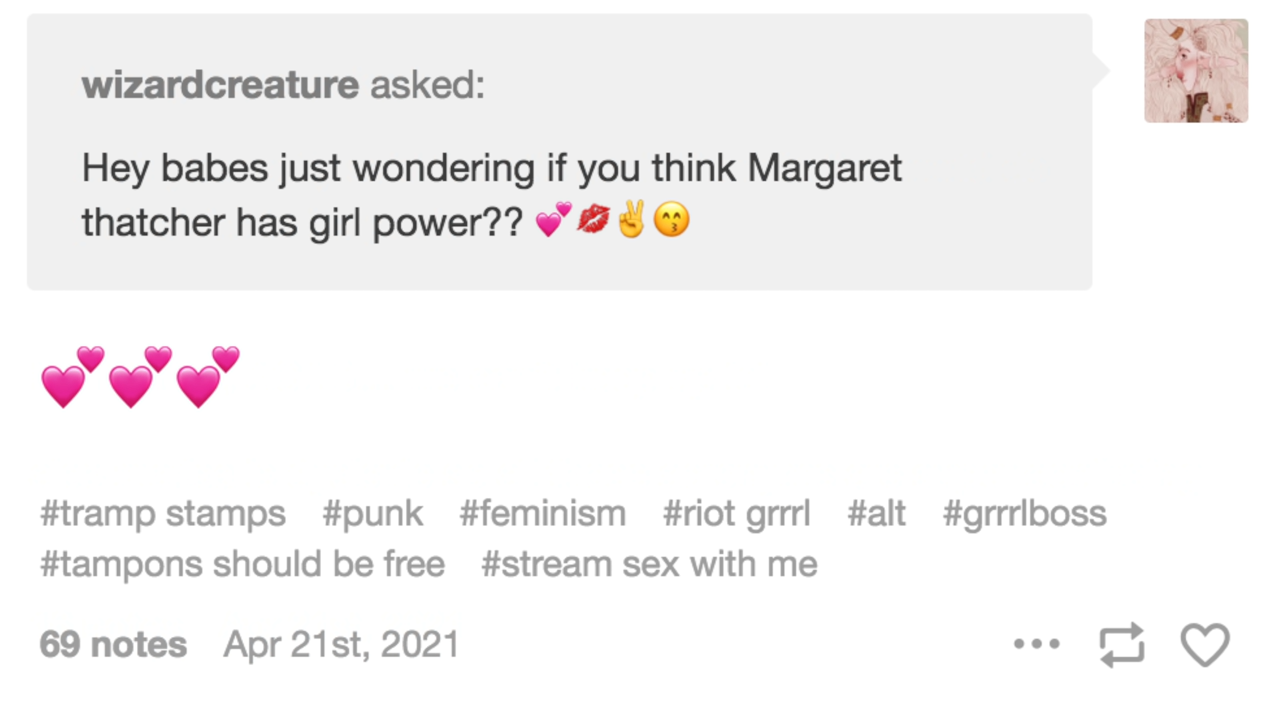 wizardcreature asked:
Hey babes just wondering if you think Margaret
thatcher has girl power?? 💕💋✌️😙
💕💕💕
#tramp stamps #punk #feminism #riot grrrl #alt #grrrlboss
#tampons should be free #stream sex with me
69 notes Apr 21st, 2021